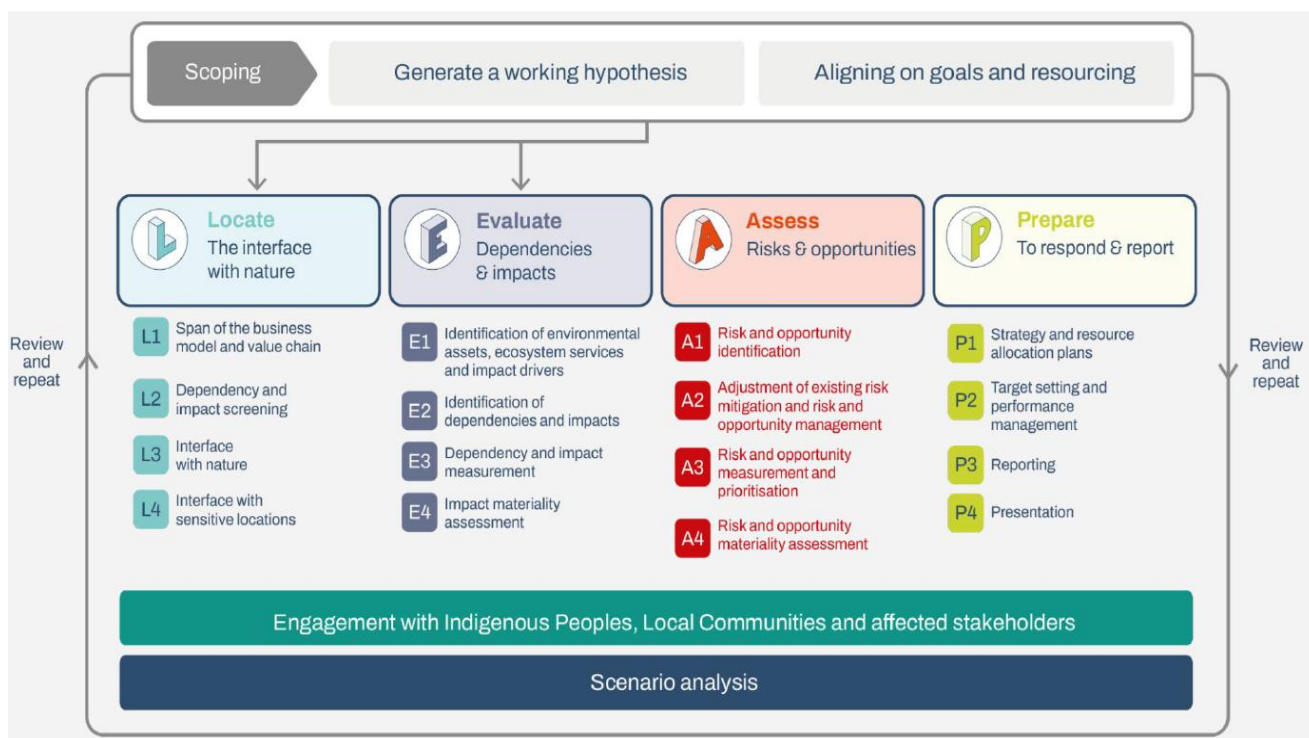 Scoping
Generate a working hypothesis
Aligning on goals and resourcing
Review
and
repeat
L
Locate
The interface
with nature
L1
Span of the business
model and value chain
L2
Dependency and
impact screening
L3
Interface
with nature
L4
Interface with
sensitive locations
E
Evaluate
Dependencies
& impacts
E1
Identification of environmental
assets, ecosystem services
and impact drivers
E2
Identification of
dependencies and impacts
E3
Dependency and impact
measurement
E4
Impact materiality
assessment
A
Assess
Risks & opportunities
A1
Risk and opportunity
identification
A2
Adjustment of existing risk
mitigation and risk and
opportunity management
A3
Risk and opportunity
measurement and
prioritisation
A4
Risk and opportunity
materiality assessment
P
Prepare
To respond & report
P1
Strategy and resource
allocation plans
P2
Target setting and
performance
management
P3
Reporting
P4
Presentation
Review
and
repeat
Engagement with Indigenous Peoples, Local Communities and affected stakeholders
Scenario analysis